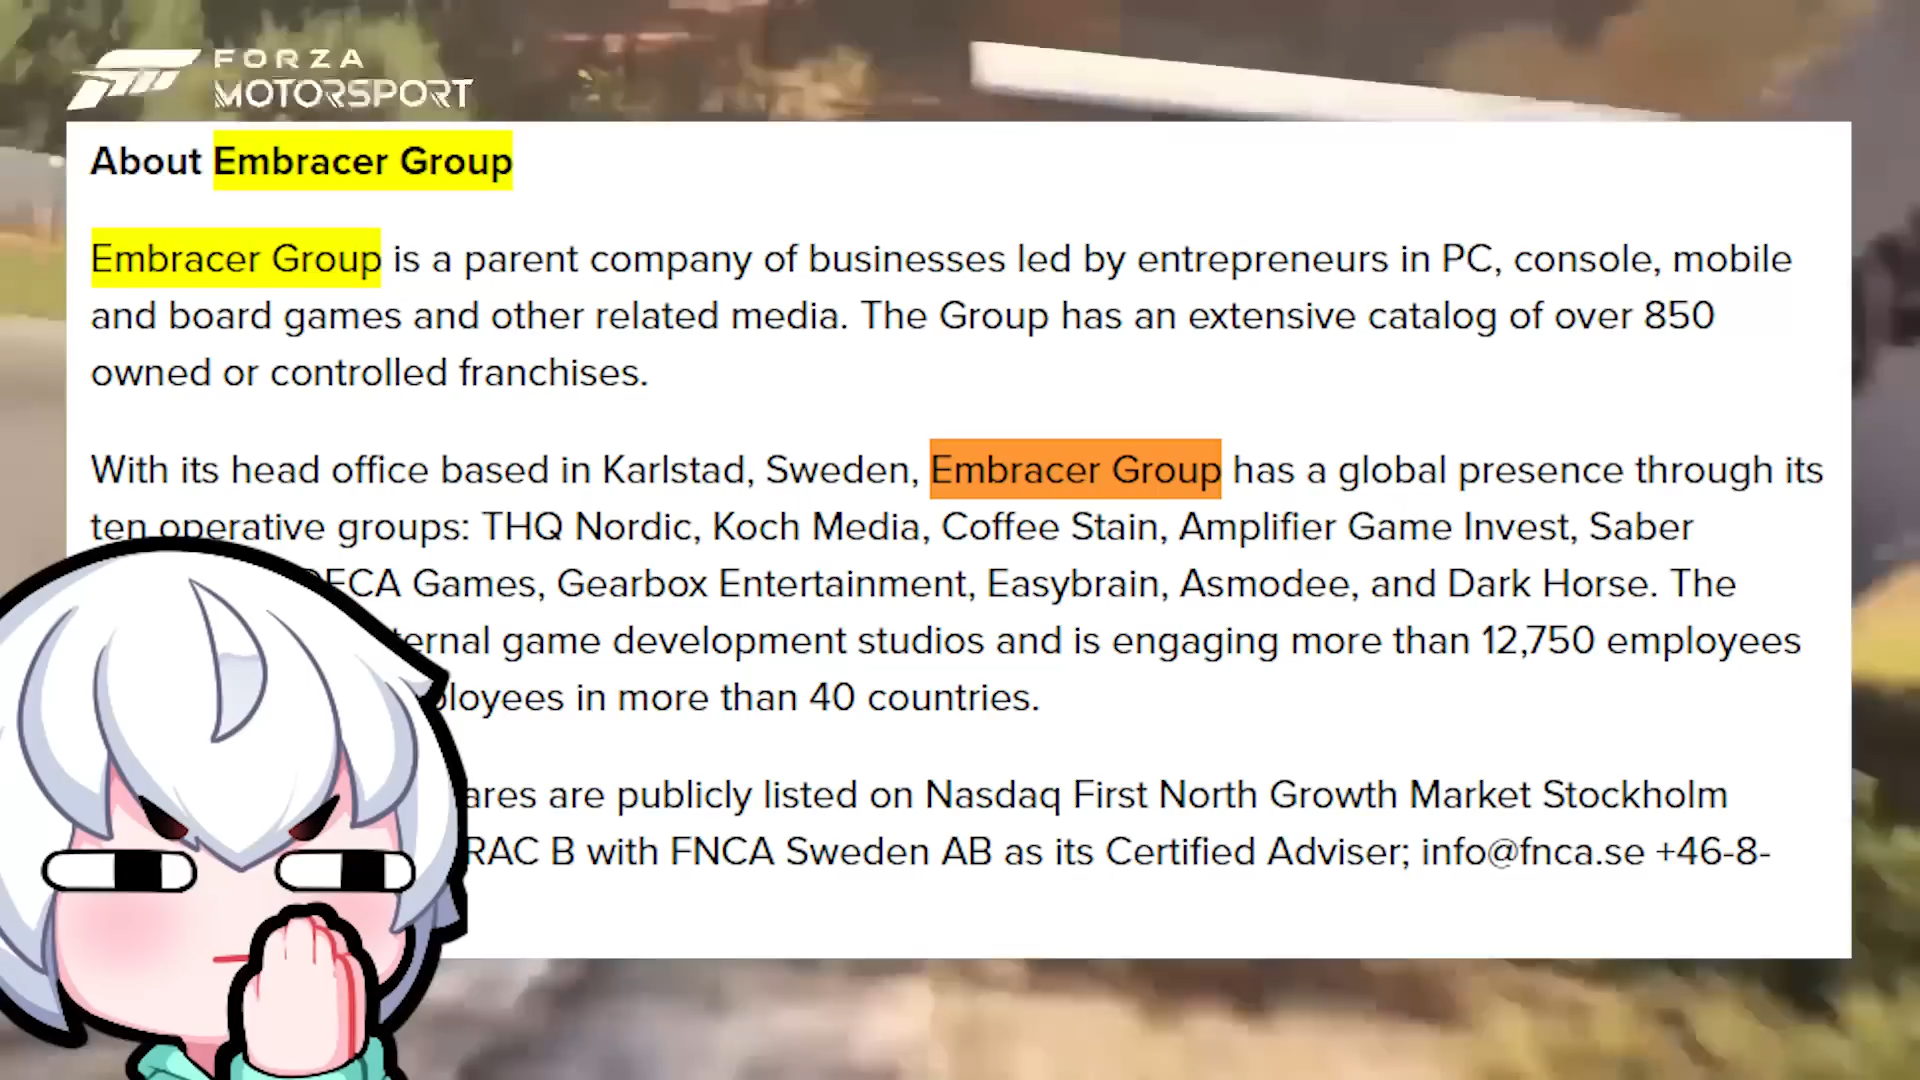 FORZA
MOTORSPORT
About Embracer Group
Embracer Group is a parent company of businesses led by entrepreneurs in PC, console, mobile
and board games and other related media. The Group has an extensive catalog of over 850
owned or controlled franchises.
With its head office based in Karlstad, Sweden, Embracer Group has a global presence through its
ten operative groups: THQ Nordic, Koch Media, Coffee Stain, Amplifier Game Invest, Saber
Games, Gearbox Entertainment, Easybrain, Asmodee, and Dark Horse. The
game development studios and is engaging more than 12,750 employees
in more than 40 countries.
are publicly listed on Nasdaq First North Growth Market Stockholm
B with FNCA Sweden AB as its Certified Adviser; info@fnca.se +46-8-